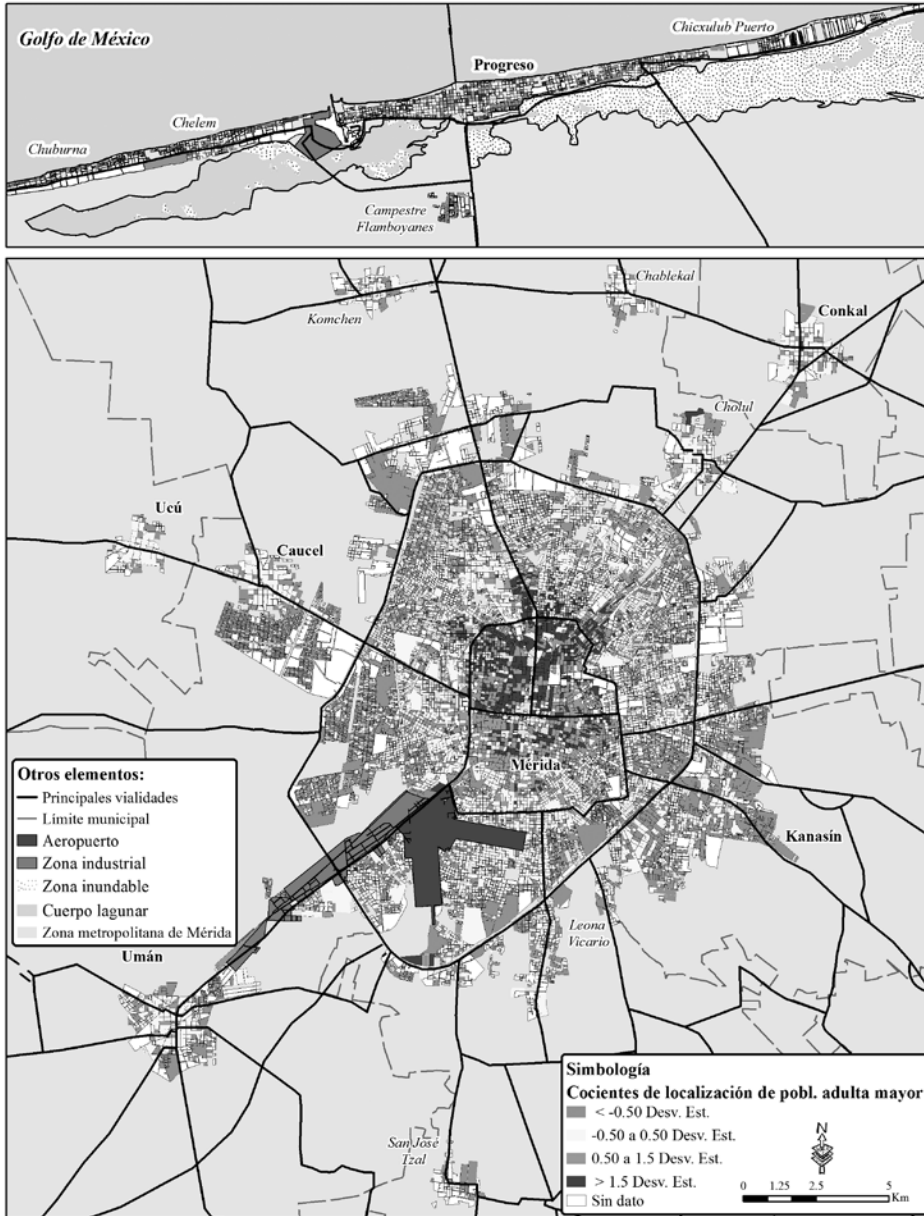 Golfo de México
Chicxulub Puerto
Progreso
Chelem
Chuburna
Campestre
Flamboyanes
Chablekal
Komchen
Conkal
Cholul
Ucú
Caucel
Mérida
Kanasín
Leona
Vicario
Umán
San José
Tzal
Otros elementos:
Principales vialidades
Límite municipal
Aeropuerto
Zona industrial
Zona inundable
Cuerpo lagunar
Zona metropolitana de Mérida
Simbología
Cocientes de localización de pobl. adulta mayor
< -0.50 Desv. Est.
-0.50 a 0.50 Desv. Est.
0.50 a 1.5 Desv. Est.
> 1.5 Desv. Est.
Sin dato
N
0 1.25 2.5 5
Km